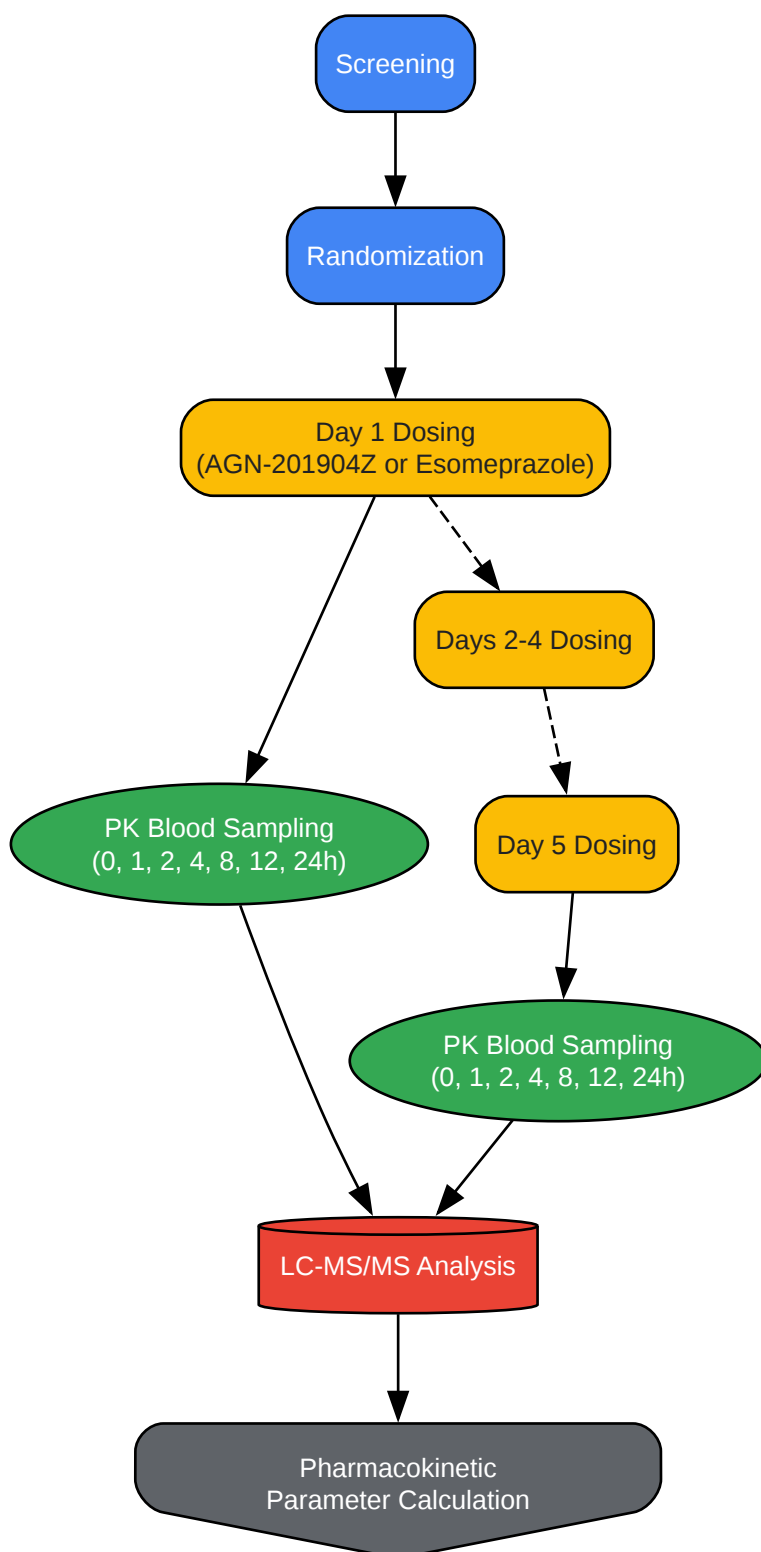 Screening
Randomization
Day 1 Dosing
(AGN-201904Z or Esomeprazole)
Days 2-4 Dosing
PK Blood Sampling
(0, 1, 2, 4, 8, 12, 24h)
Day 5 Dosing
PK Blood Sampling
(0, 1, 2, 4, 8, 12, 24h)
LC-MS/MS Analysis
Pharmacokinetic
Parameter Calculation